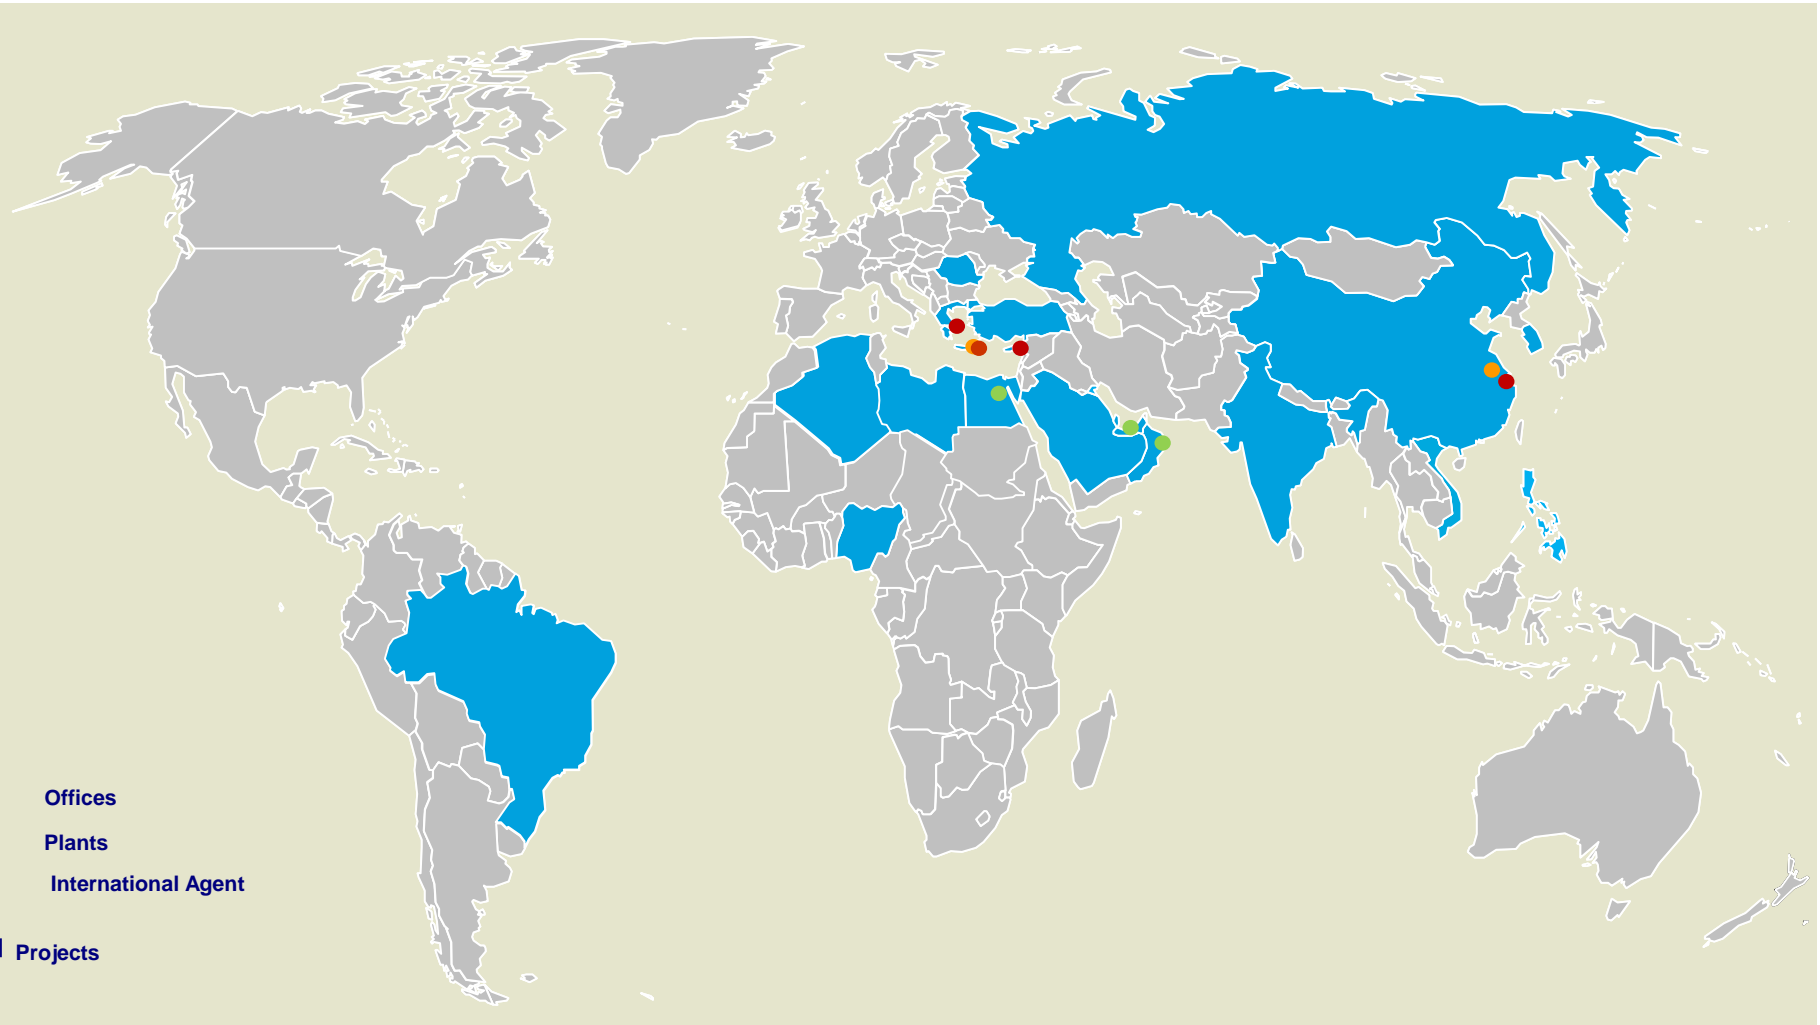 Offices
Plants
International Agent
Projects